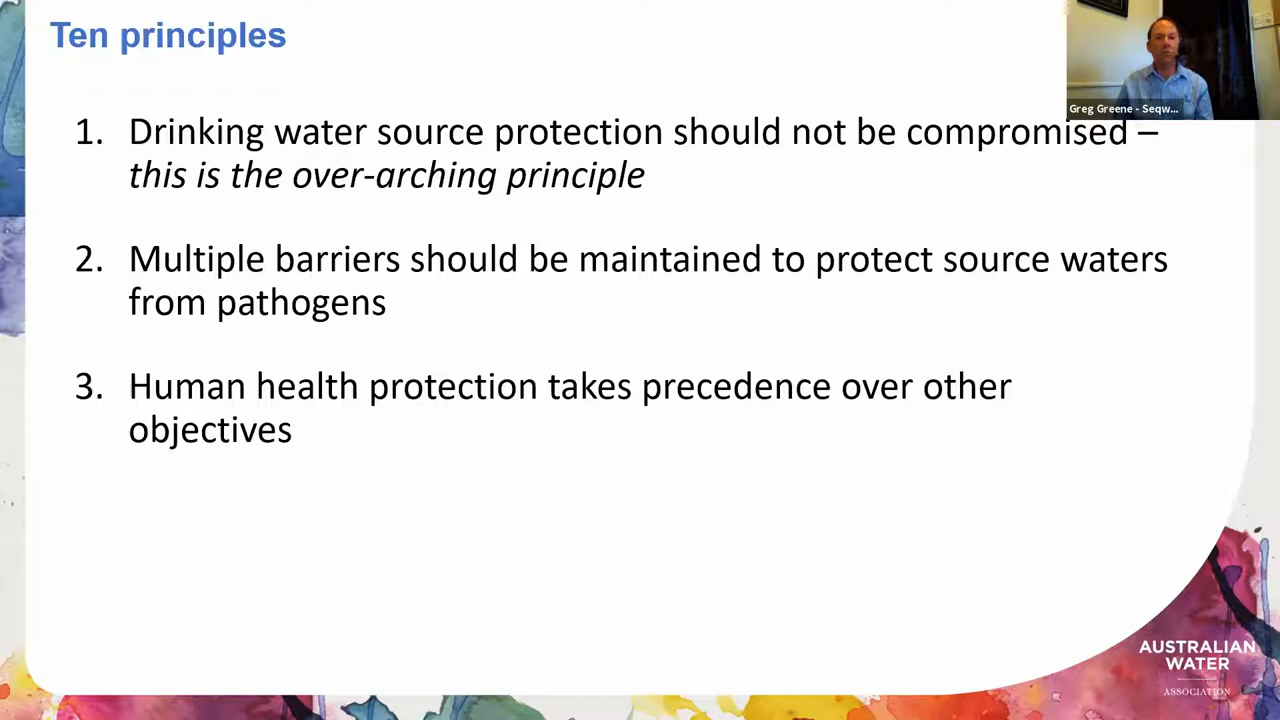 Ten principles
Greg Greene - Seqw...
1. Drinking water source protection should not be compromised –
this is the over-arching principle
2. Multiple barriers should be maintained to protect source waters
from pathogens
3. Human health protection takes precedence over other
objectives
AUSTRALIAN
WATER
ASSOCIATION